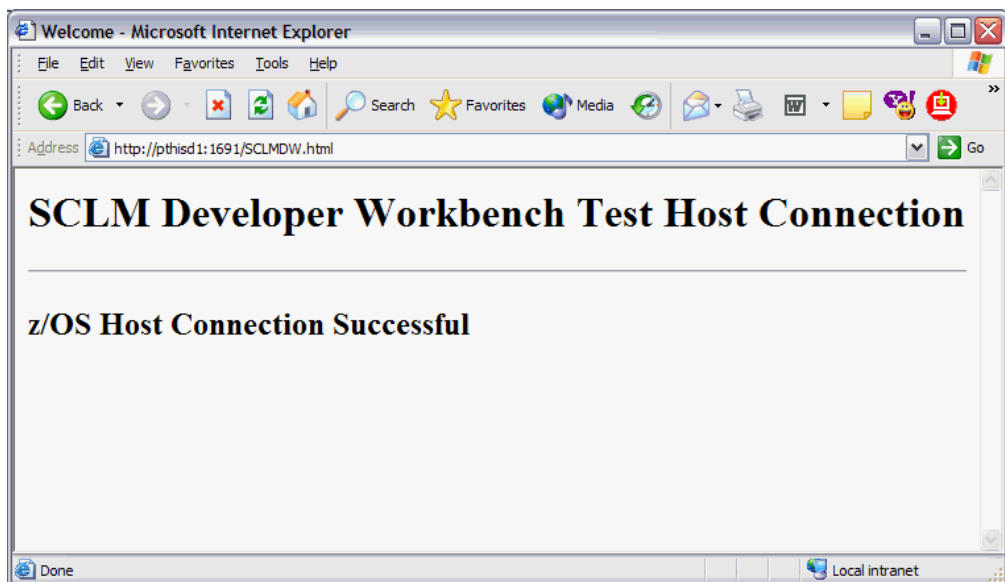 Welcome - Microsoft Internet Explorer
File Edit View Favorites Tools Help
Back Search Favorites Media
Address http://pthisd1:1691/SCLMDW.html Go
SCLM Developer Workbench Test Host Connection
z/OS Host Connection Successful
Done Local intranet